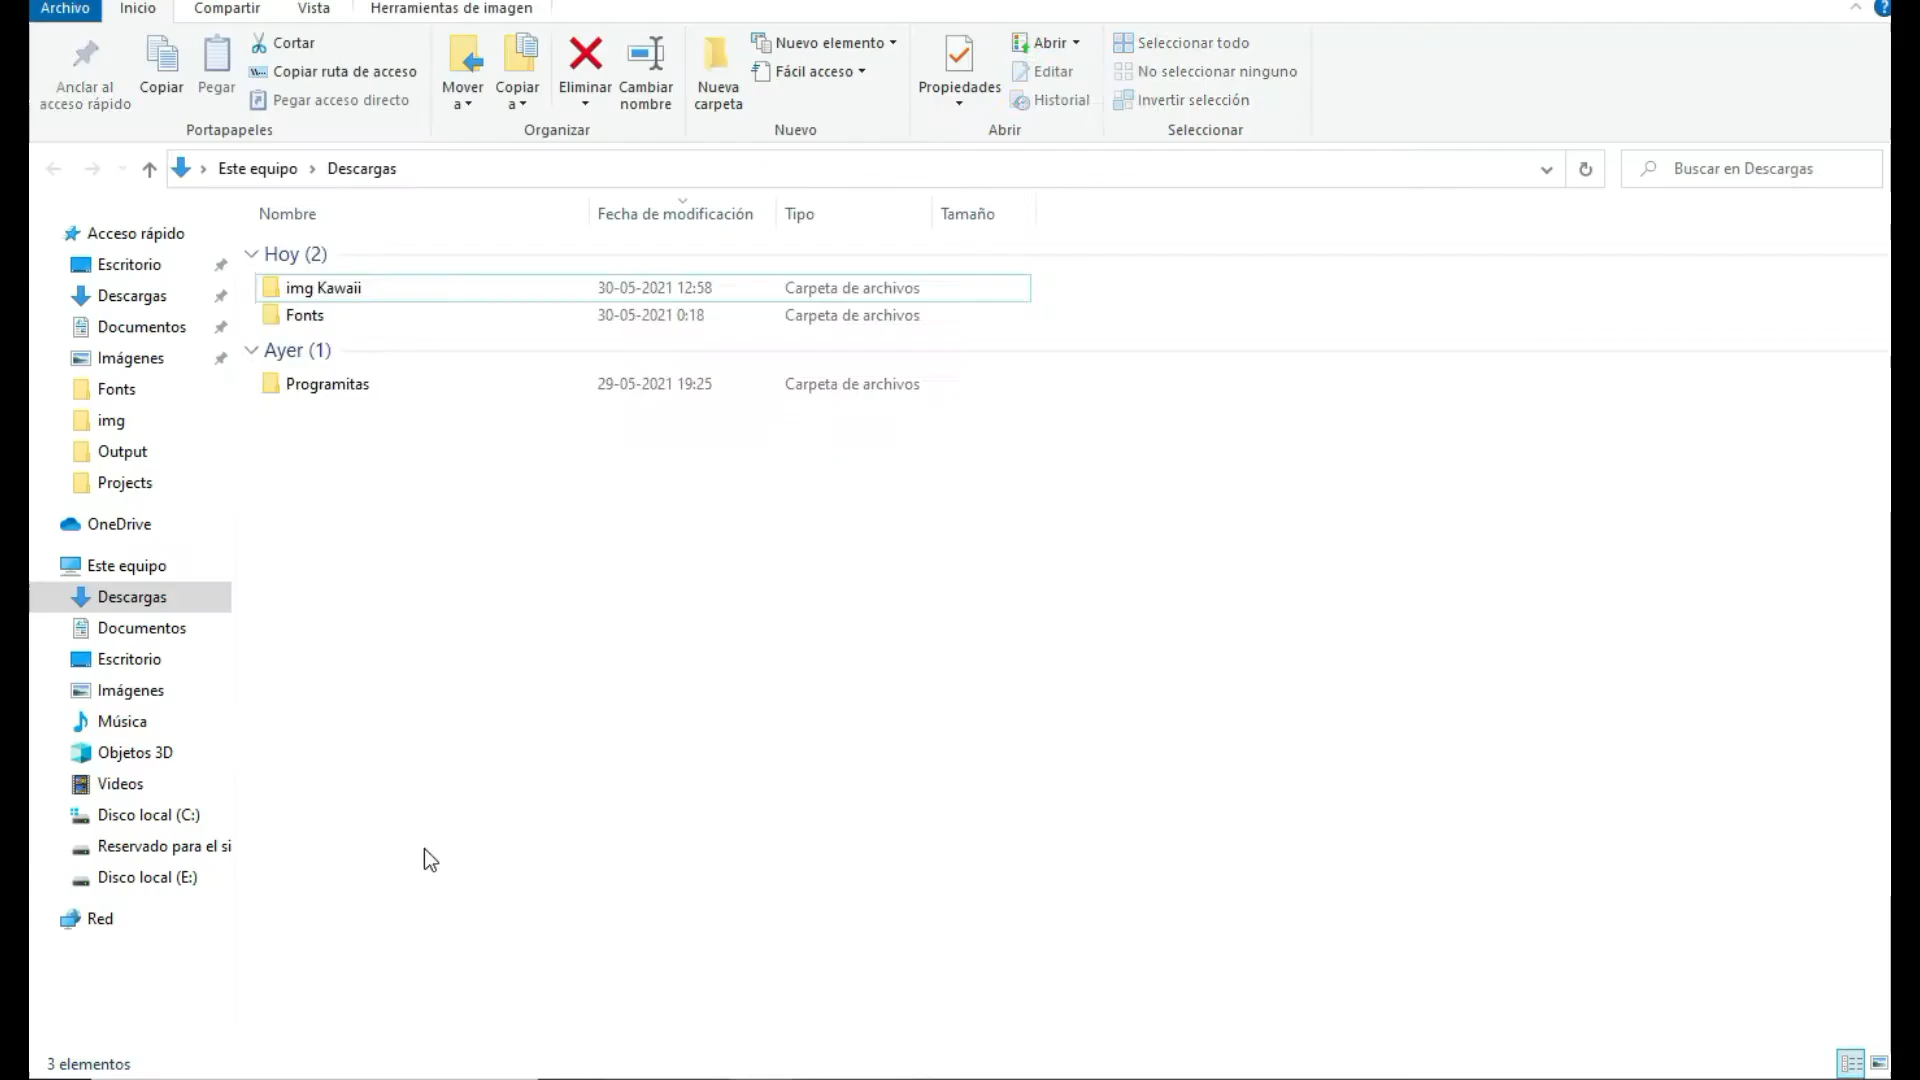 Archivo Inicio Compartir Vista Herramientas de imagen
Anclar al
acceso rápido
Copiar
Pegar
Cortar
Copiar ruta de acceso
Pegar acceso directo
Portapapeles
Mover
a
Copiar
a
Eliminar
Cambiar
nombre
Organizar
Nueva
carpeta
Nuevo elemento
Fácil acceso
Nuevo
Propiedades
Abrir
Editar
Historial
Abrir
Seleccionar todo
No seleccionar ninguno
Invertir selección
Seleccionar
Este equipo › Descargas
Buscar en Descargas
Nombre Fecha de modificación Tipo Tamaño
Hoy (2)
img Kawaii 30-05-2021 12:58 Carpeta de archivos
Fonts 30-05-2021 0:18 Carpeta de archivos
Ayer (1)
Programitas 29-05-2021 19:25 Carpeta de archivos
Acceso rápido
Escritorio
Descargas
Documentos
Imágenes
Fonts
img
Output
Projects
OneDrive
Este equipo
Descargas
Documentos
Escritorio
Imágenes
Música
Objetos 3D
Videos
Disco local (C:)
Reservado para el si
Disco local (E:)
Red
3 elementos